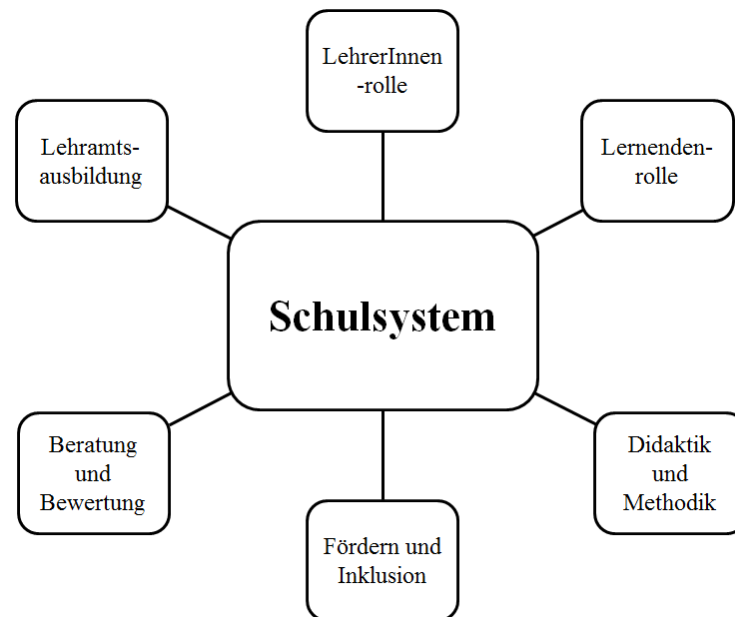 LehrerInnen
-rolle
Lehramts-
ausbildung
Lernenden-
rolle
Schulsystem
Beratung
und
Bewertung
Didaktik
und
Methodik
Fördern und
Inklusion